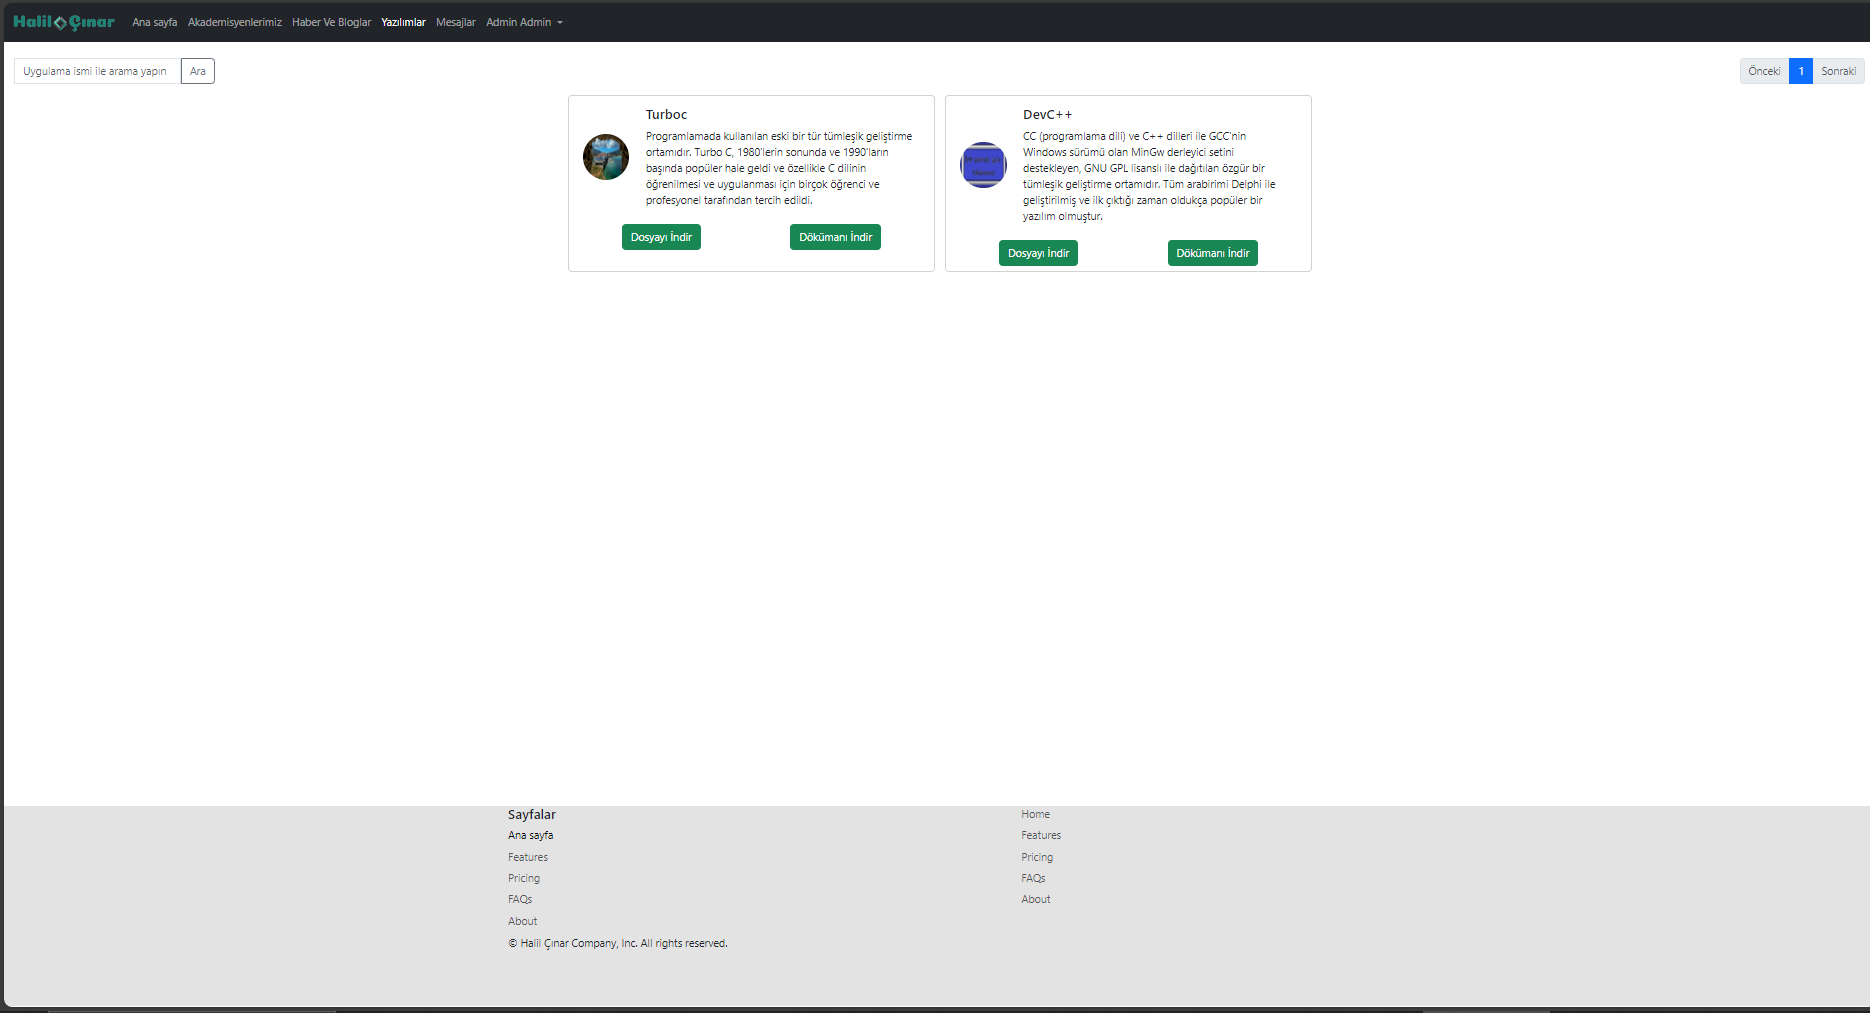 Halil Çınar Ana sayfa Akademisyenlerimiz Haber Ve Bloglar Yazılımlar Mesajlar Admin Admin
Uygulama ismi ile arama yapın Ara
Önceki 1 Sonraki
Turboc
Programlamada kullanılan eski bir tür tümleşik geliştirme
ortamıdır. Turbo C, 1980'lerin sonunda ve 1990'ların
başında popüler hale geldi ve özellikle C dilinin
öğrenilmesi ve uygulanması için birçok öğrenci ve
profesyonel tarafından tercih edildi.
Dosyayı İndir Dökümanı İndir
DevC++
CC (programlama dili) ve C++ dilleri ile GCC'nin
Windows sürümü olan MinGw derleyici setini
destekleyen, GNU GPL lisanslı ile dağıtılan özgür bir
tümleşik geliştirme ortamıdır. Tüm arabirimi Delphi ile
geliştirilmiş ve ilk çıktığı zaman oldukça popüler bir
yazılım olmuştur.
Dosyayı İndir Dökümanı İndir
Sayfalar
Ana sayfa
Features
Pricing
FAQs
About
Home
Features
Pricing
FAQs
About
© Halil Çınar Company, Inc. All rights reserved.